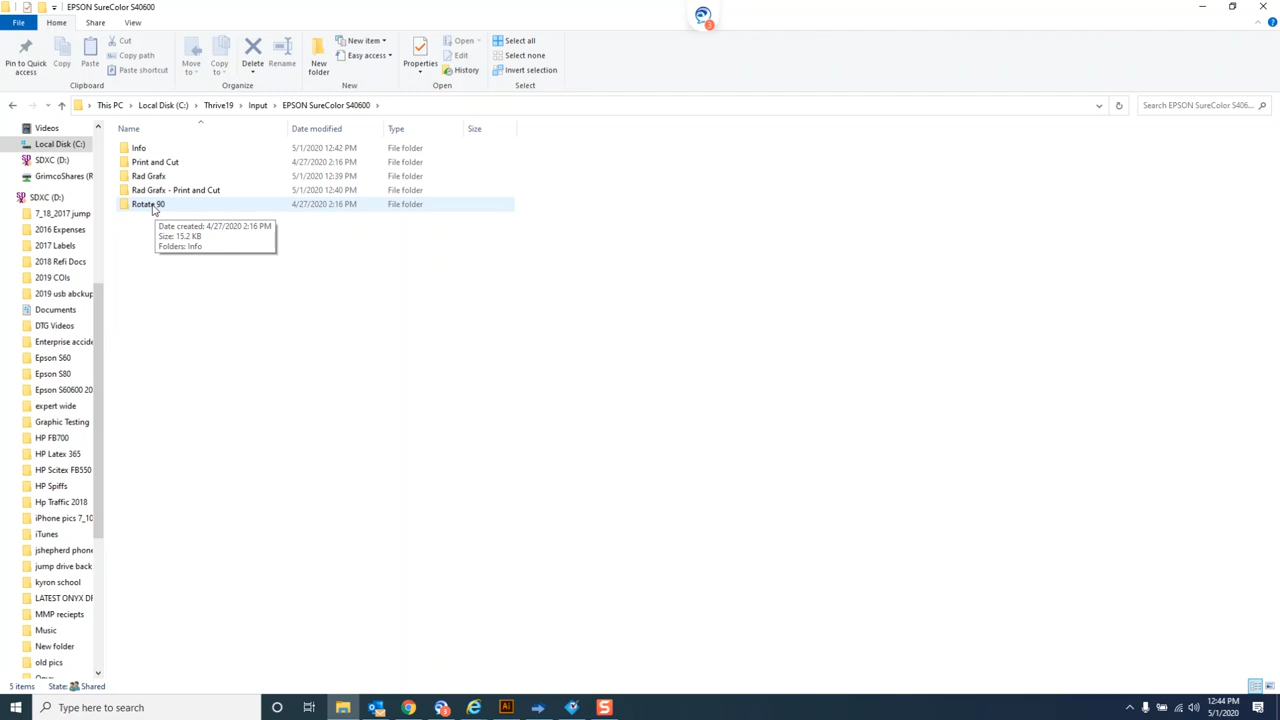 EPSON SureColor S40600
File Home Share View
Pin to Quick access
Copy
Paste
Cut
Copy path
Paste shortcut
Clipboard
Move to
Copy to
Delete
Rename
Organize
New folder
New item
Easy access
New
Properties
Open
Edit
History
Open
Select all
Select none
Invert selection
Select
3
This PC Local Disk (C:) Thrive19 Input EPSON SureColor S40600
Search EPSON SureColor S406...
Name Date modified Type Size
Info 5/1/2020 12:42 PM File folder
Print and Cut 4/27/2020 2:16 PM File folder
Rad Grafx 5/1/2020 12:39 PM File folder
Rad Grafx - Print and Cut 5/1/2020 12:40 PM File folder
Rotate 90 4/27/2020 2:16 PM File folder
Date created: 4/27/2020 2:16 PM
Size: 15.2 KB
Folders: Info
Videos
Local Disk (C:)
SDXC (D:)
GrimcoShares (R
SDXC (D:)
7_18_2017 jump
2016 Expenses
2017 Labels
2018 Refi Docs
2019 COIs
2019 usb abckup
Documents
DTG Videos
Enterprise accide
Epson S60
Epson S80
Epson S60600 20
expert wide
Graphic Testing
HP FB700
HP Latex 365
HP Scitex FB550
HP Spiffs
Hp Traffic 2018
iPhone pics 7_10
iTunes
jshepherd phone
jump drive back
kyron school
LATEST ONYX DR
MMP reciepts
Music
New folder
old pics
5 items State: Shared
Type here to search
3
12:44 PM
5/1/2020